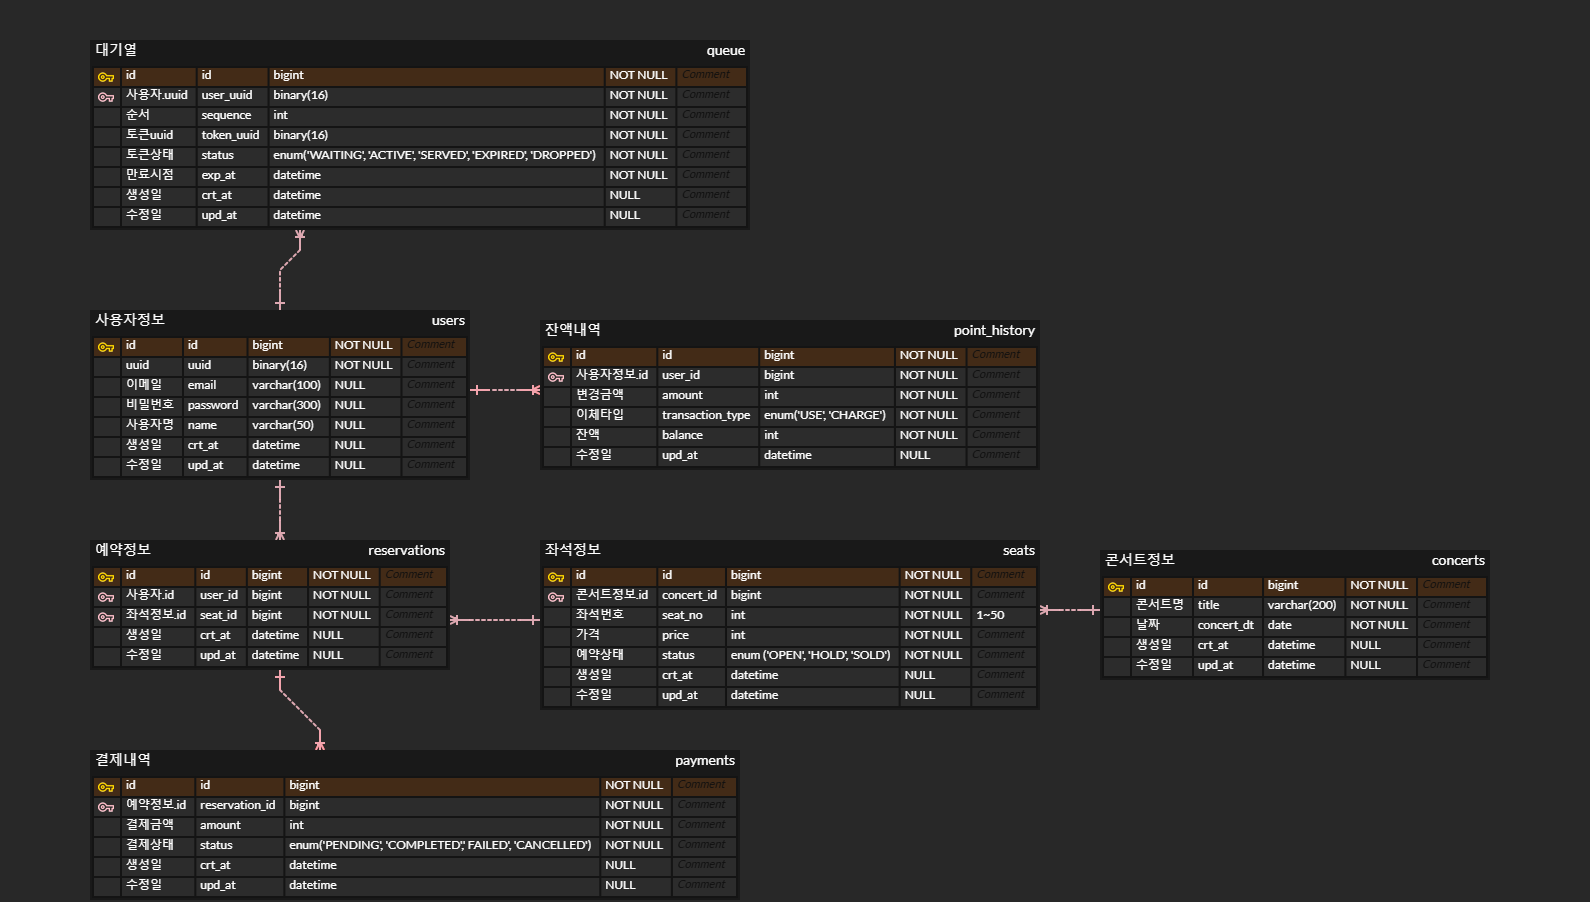 대기열 queue
id id bigint NOT NULL Comment
사용자.uuid user_uuid binary(16) NOT NULL Comment
순서 sequence int NOT NULL Comment
토큰uuid token_uuid binary(16) NOT NULL Comment
토큰상태 status enum('WAITING', 'ACTIVE', 'SERVED', 'EXPIRED', 'DROPPED') NOT NULL Comment
만료시점 exp_at datetime NOT NULL Comment
생성일 crt_at datetime NULL Comment
수정일 upd_at datetime NULL Comment
사용자정보 users
id id bigint NOT NULL Comment
uuid uuid binary(16) NOT NULL Comment
이메일 email varchar(100) NULL Comment
비밀번호 password varchar(300) NULL Comment
사용자명 name varchar(50) NULL Comment
생성일 crt_at datetime NULL Comment
수정일 upd_at datetime NULL Comment
잔액내역 point_history
id id bigint NOT NULL Comment
사용자정보.id user_id bigint NOT NULL Comment
변경금액 amount int NOT NULL Comment
이체타입 transaction_type enum('USE', 'CHARGE') NOT NULL Comment
잔액 balance int NOT NULL Comment
수정일 upd_at datetime NULL Comment
예약정보 reservations
id id bigint NOT NULL Comment
사용자.id user_id bigint NOT NULL Comment
좌석정보.id seat_id bigint NOT NULL Comment
생성일 crt_at datetime NULL Comment
수정일 upd_at datetime NULL Comment
좌석정보 seats
id id bigint NOT NULL Comment
콘서트정보.id concert_id bigint NOT NULL Comment
좌석번호 seat_no int NOT NULL 1~50
가격 price int NOT NULL Comment
예약상태 status enum ('OPEN', 'HOLD', 'SOLD') NOT NULL Comment
생성일 crt_at datetime NULL Comment
수정일 upd_at datetime NULL Comment
콘서트정보 concerts
id id bigint NOT NULL Comment
콘서트명 title varchar(200) NOT NULL Comment
날짜 concert_dt date NOT NULL Comment
생성일 crt_at datetime NULL Comment
수정일 upd_at datetime NULL Comment
결제내역 payments
id id bigint NOT NULL Comment
예약정보.id reservation_id bigint NOT NULL Comment
결제금액 amount int NOT NULL Comment
결제상태 status enum('PENDING', 'COMPLETED',' FAILED', 'CANCELLED') NOT NULL Comment
생성일 crt_at datetime NULL Comment
수정일 upd_at datetime NULL Comment